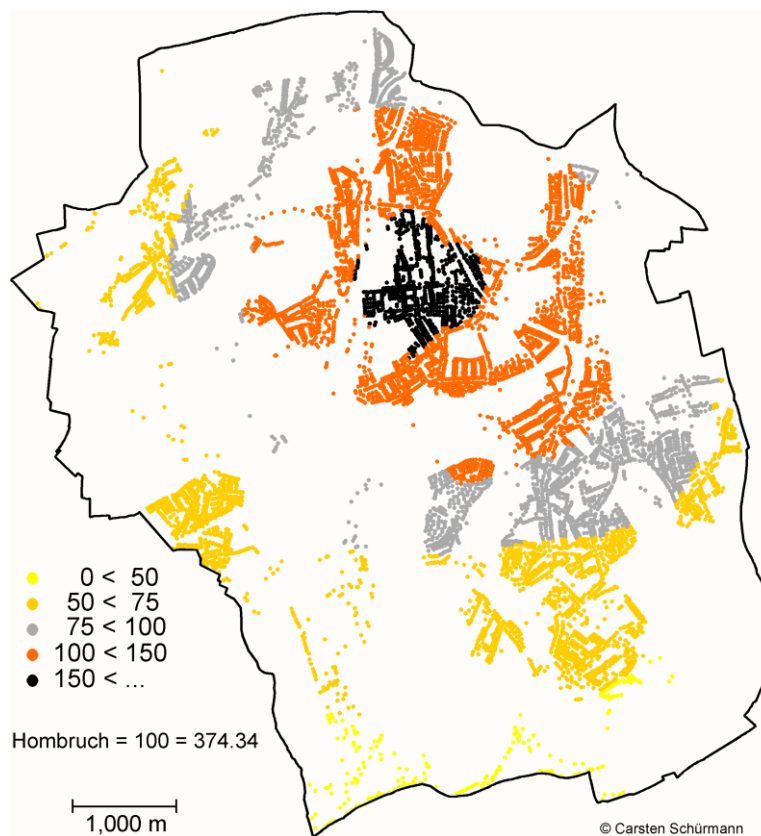 0 < 50
50 < 75
75 < 100
100 < 150
150 < ...
Hombruch = 100 = 374.34
1,000 m
© Carsten Schürmann